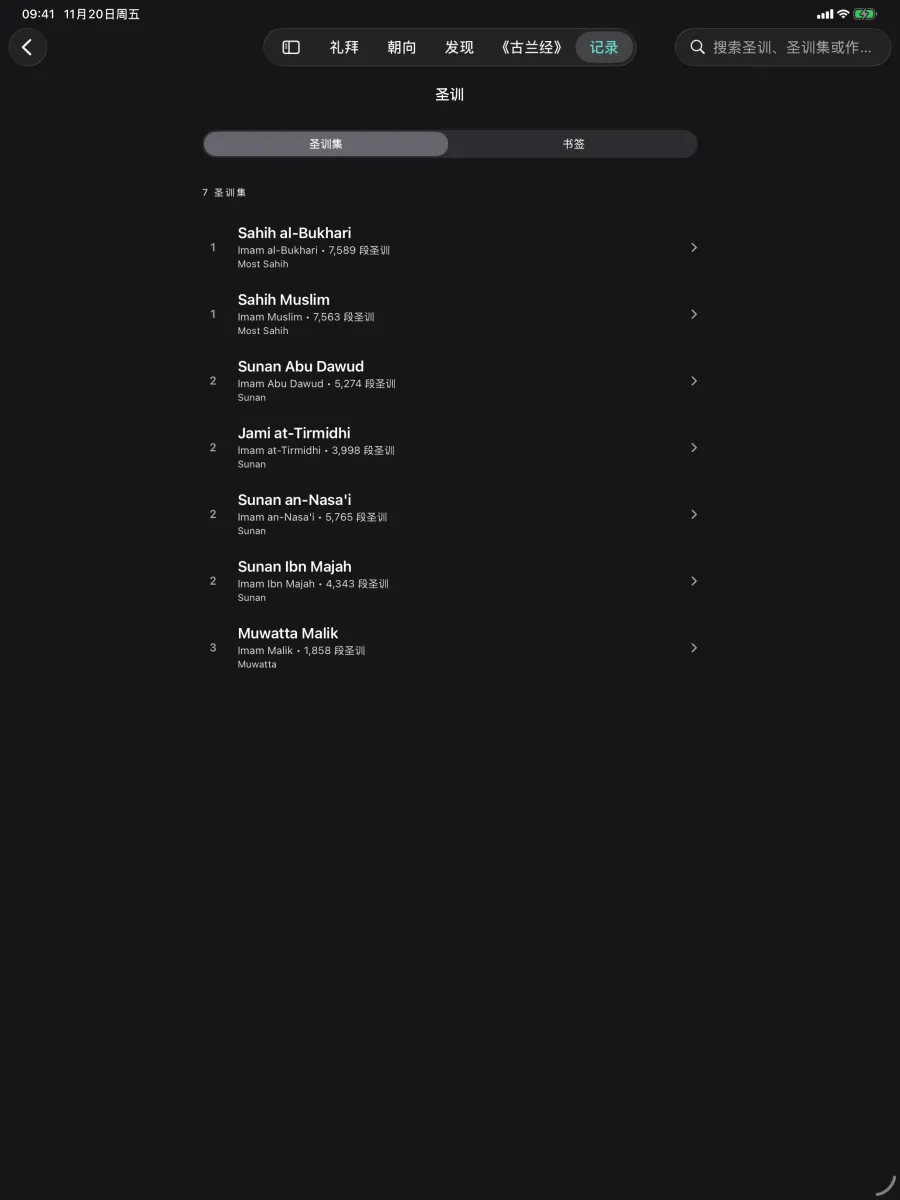 09:41 11月20日周五
礼拜 朝向 发现 《古兰经》 记录
搜索圣训、圣训集或作...
圣训
圣训集 书签
7 圣训集
1
Sahih al-Bukhari
Imam al-Bukhari • 7,589 段圣训
Most Sahih
1
Sahih Muslim
Imam Muslim • 7,563 段圣训
Most Sahih
2
Sunan Abu Dawud
Imam Abu Dawud • 5,274 段圣训
Sunan
2
Jami at-Tirmidhi
Imam at-Tirmidhi • 3,998 段圣训
Sunan
2
Sunan an-Nasa'i
Imam an-Nasa'i • 5,765 段圣训
Sunan
2
Sunan Ibn Majah
Imam Ibn Majah • 4,343 段圣训
Sunan
3
Muwatta Malik
Imam Malik • 1,858 段圣训
Muwatta